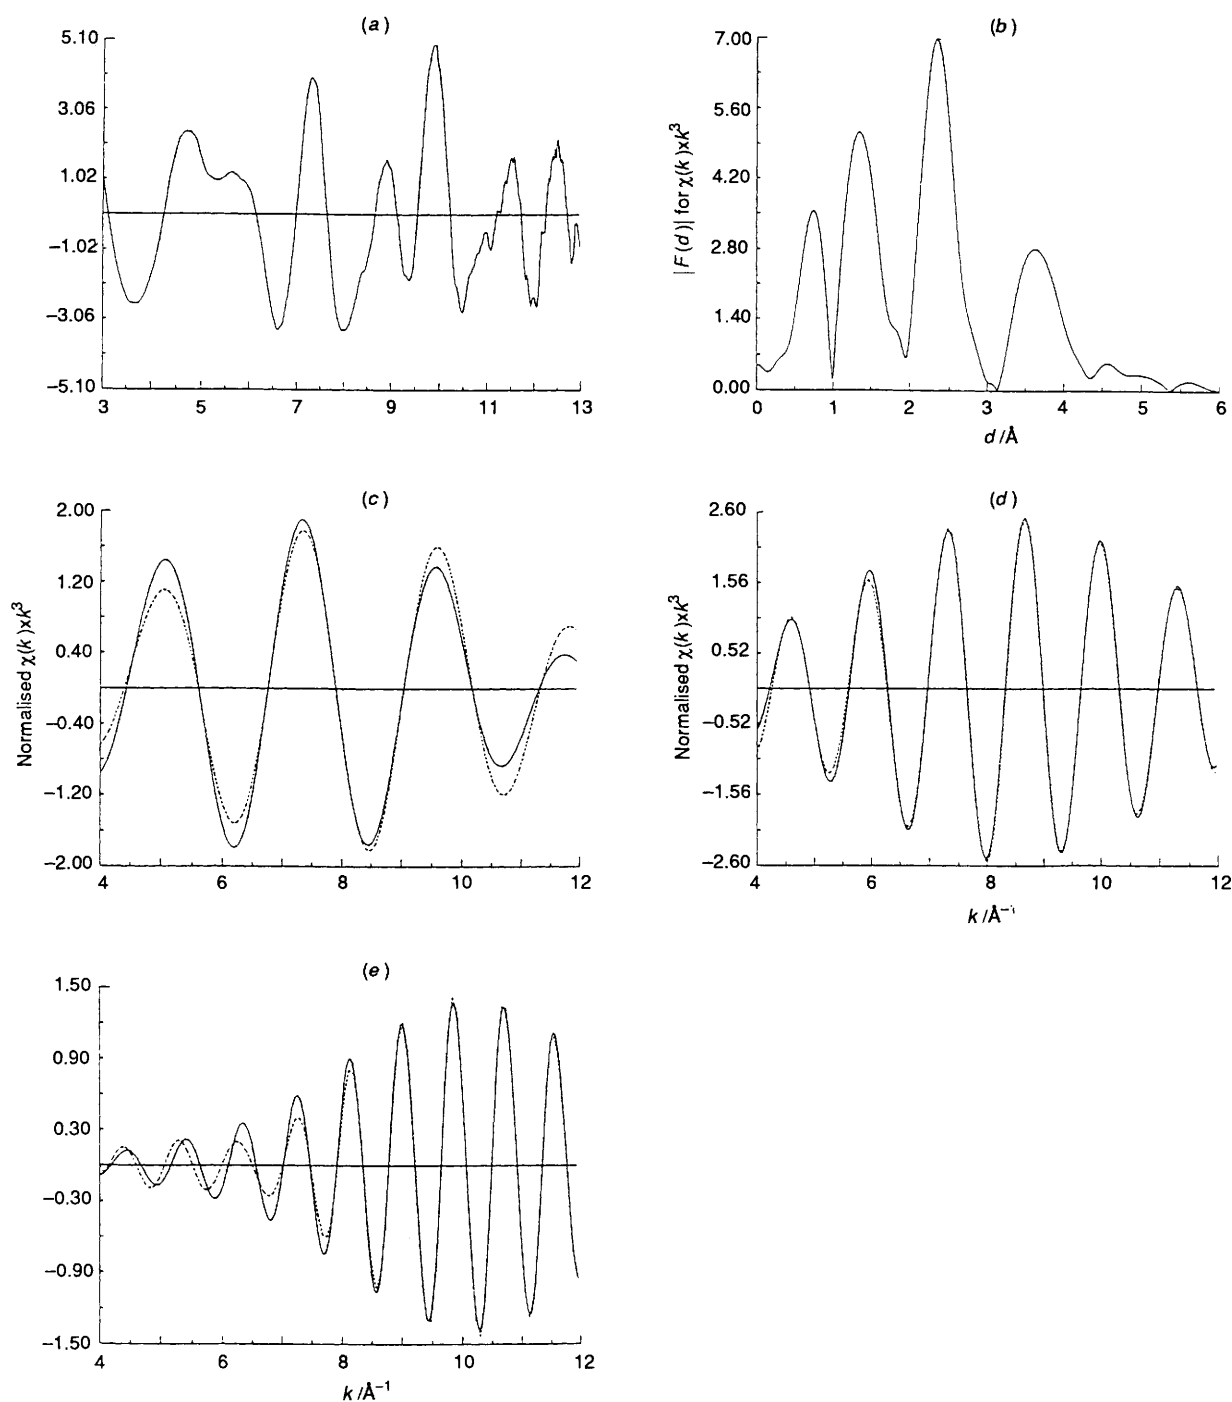 (a)
5.10
3.06
1.02
−1.02
−3.06
−5.10
3 5 7 9 11 13
(b)
|F(d)| for χ(k)xk³
7.00
5.60
4.20
2.80
1.40
0.00
0 1 2 3 4 5 6
d/Å
(c)
Normalised χ(k)xk³
2.00
1.20
0.40
−0.40
−1.20
−2.00
4 6 8 10 12
(d)
Normalised χ(k)xk³
2.60
1.56
0.52
−0.52
−1.56
−2.60
4 6 8 10 12
k/Å⁻¹
(e)
1.50
0.90
0.30
−0.30
−0.90
−1.50
4 6 8 10 12
k/Å⁻¹